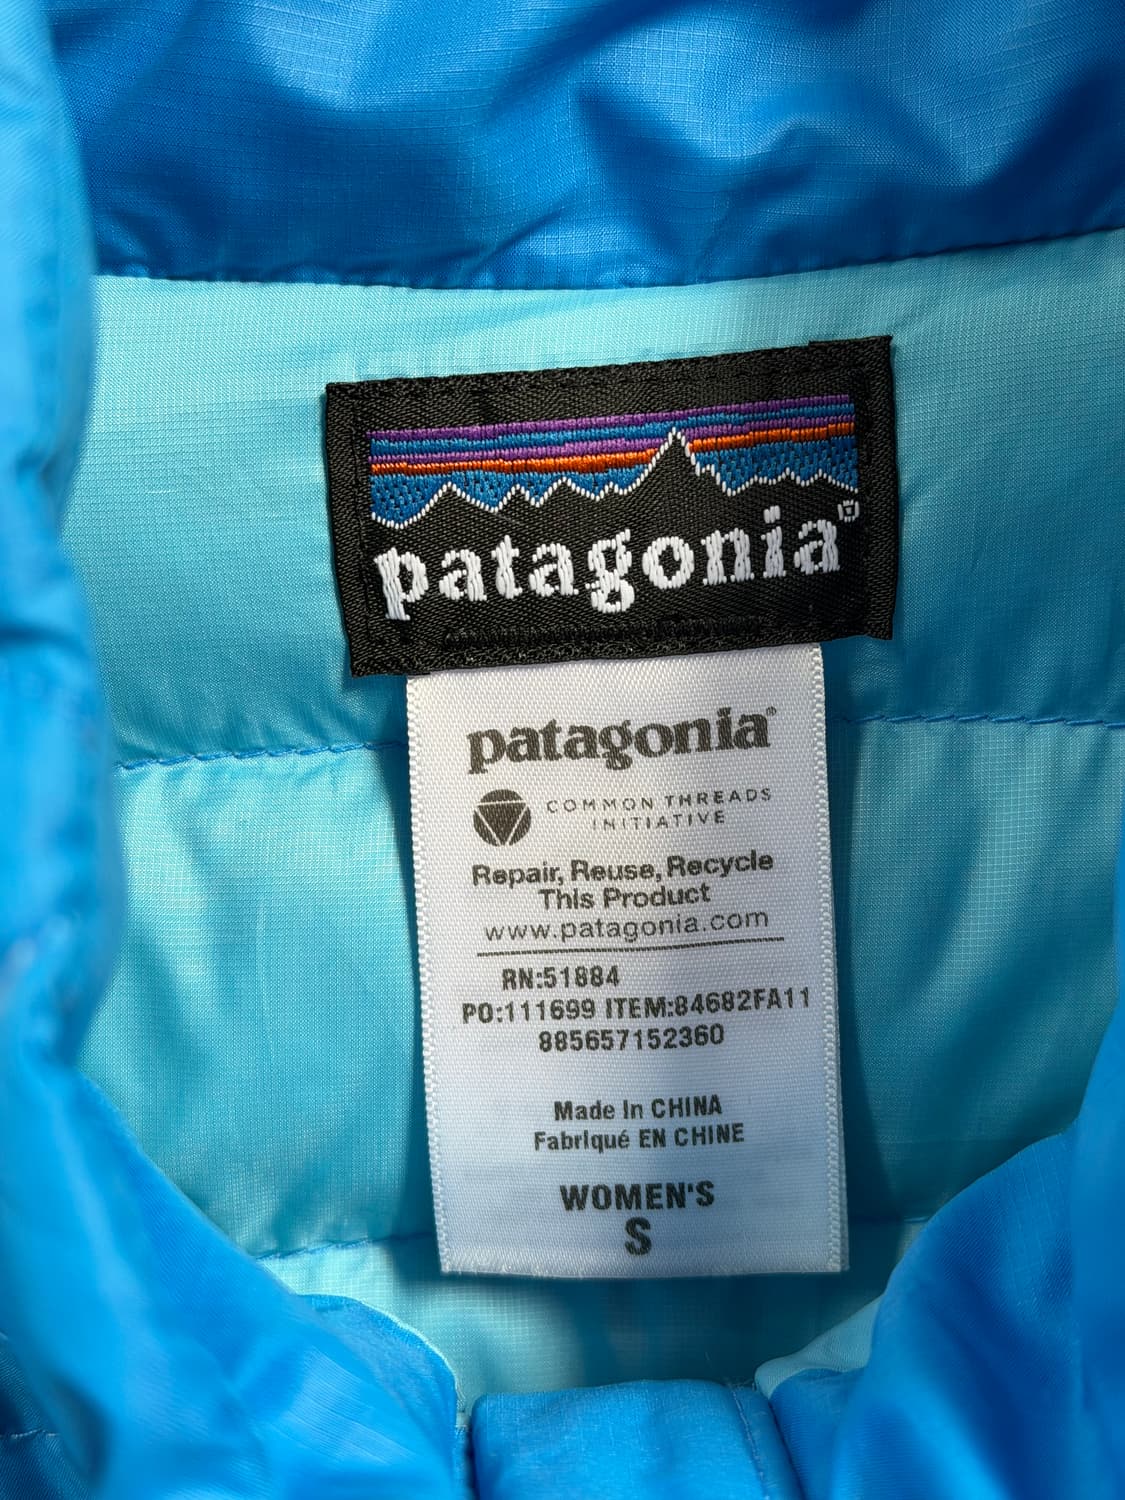 patagonia®
patagonia®
COMMON THREADS
INITIATIVE
Repair, Reuse, Recycle
This Product
www.patagonia.com
RN:51884
PO:111699 ITEM:84682FA11
885657152360
Made In CHINA
Fabriqué EN CHINE
WOMEN'S
S